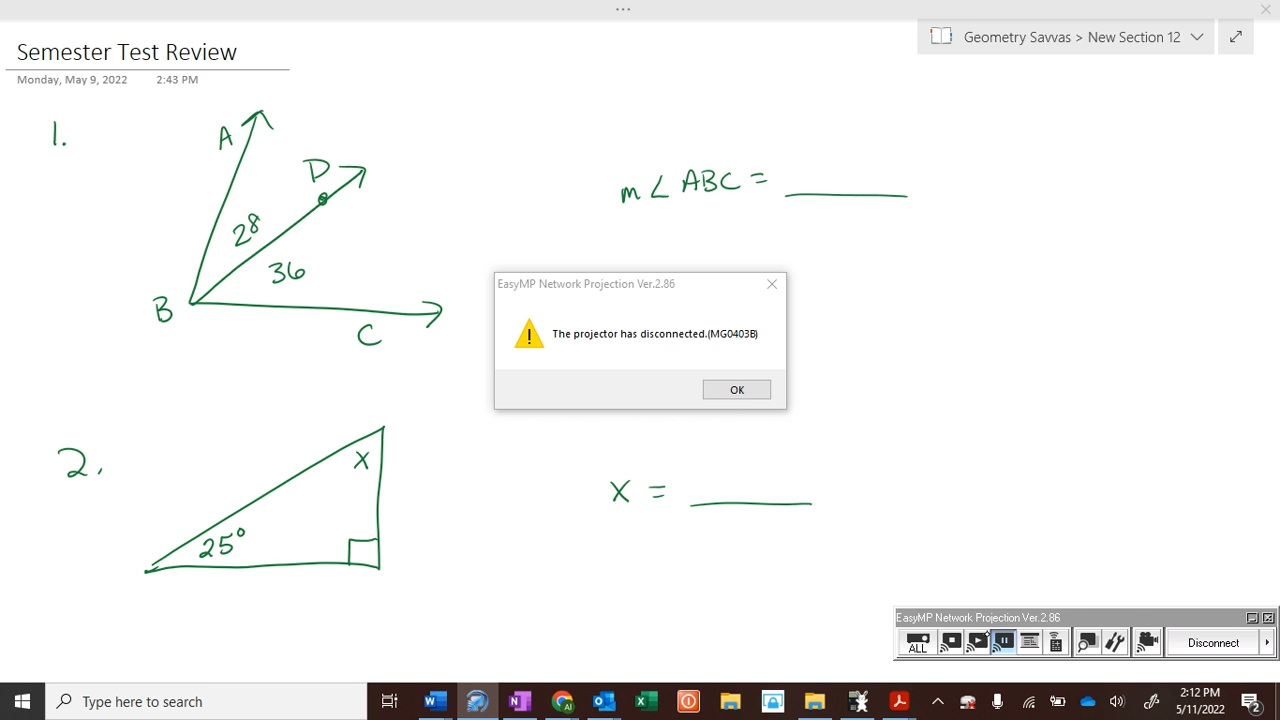 Semester Test Review
Geometry Savvas > New Section 12
Monday, May 9, 2022 2:43 PM
1.
A
D
28
36
B
C
m∠ABC =
EasyMP Network Projection Ver.2.86
The projector has disconnected.(MG0403B)
OK
2.
x
25°
x =
EasyMP Network Projection Ver.2.86
ALL
Disconnect
Type here to search
2:12 PM
5/11/2022
2